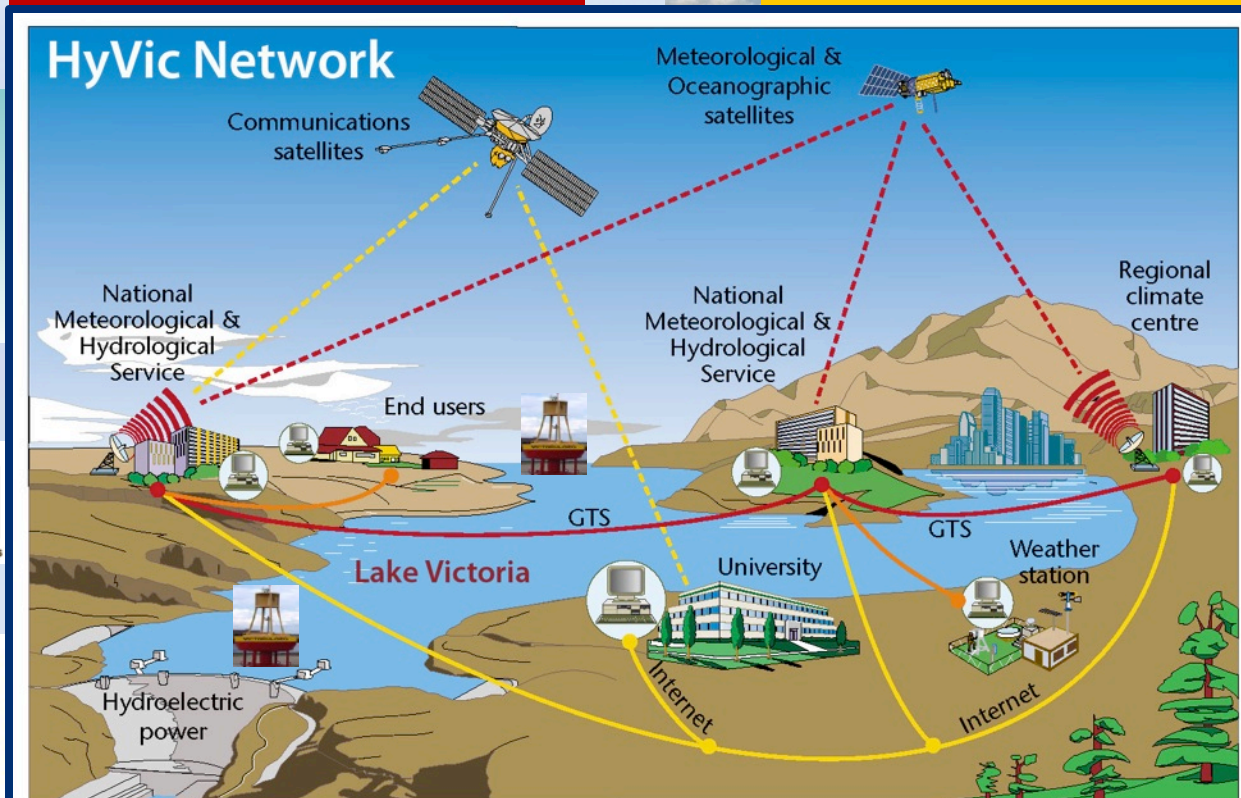 HyVic Network
Communications
satellites
Meteorological &
Oceanographic
satellites
National
Meteorological &
Hydrological
Service
National
Meteorological &
Hydrological
Service
Regional
climate
centre
End users
GTS
GTS
Lake Victoria
University
Weather
station
Internet
Internet
Hydroelectric
power